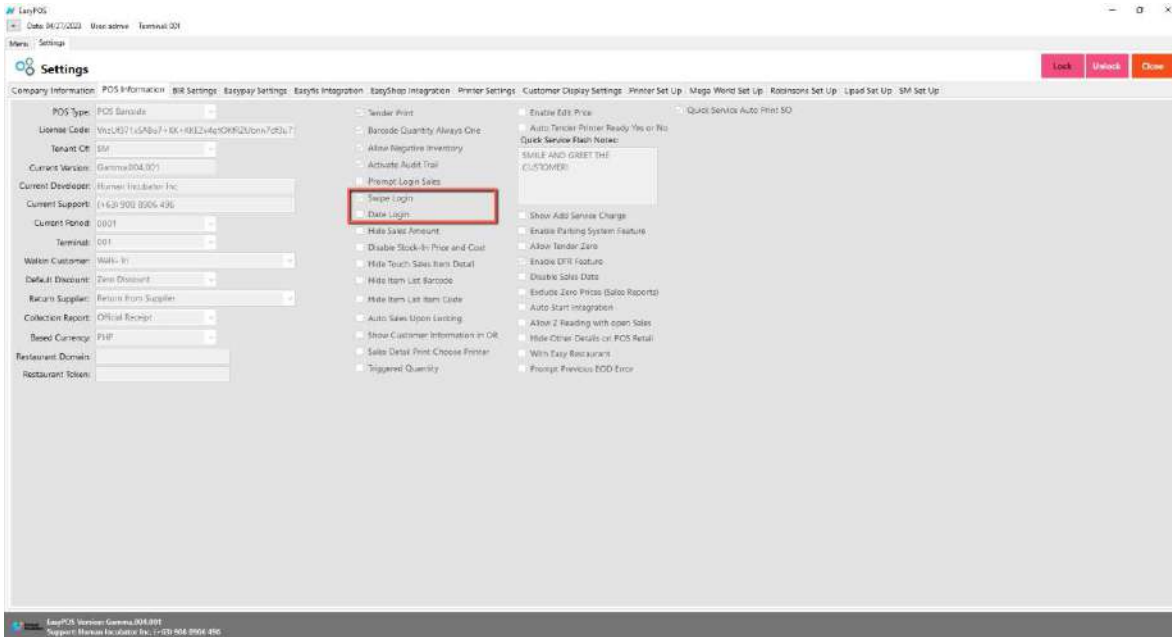 EasyPOS
Date: 04/27/2023 User: admin Terminal: 001
Menu Settings
Settings
Lock Unlock Close
Company Information POS Information BIR Settings Easypay Settings Easyfis Integration EasyShop Integration Printer Settings Customer Display Settings Printer Set Up Mega World Set Up Robinsons Set Up Lipad Set Up SM Set Up
POS Type: POS Barcode
License Code:
Tenant Of: SM
Current Version: Gamma.004.001
Current Developer: Human Incubator Inc
Current Support:
Current Period: 0001
Terminal: 001
Walkin Customer: Walk- In
Default Discount: Zero Discount
Return Supplier: Return from Supplier
Collection Report: Official Receipt
Based Currency: PHP
Restaurant Domain:
Restaurant Token:
Tender Print
Barcode Quantity Always One
Allow Negative Inventory
Activate Audit Trail
Prompt Login Sales
Swipe Login
Date Login
Hide Sales Amount
Disable Stock-In Price and Cost
Hide Touch Sales Item Detail
Hide Item List Barcode
Hide Item List Item Code
Auto Sales Upon Locking
Show Customer Information in OR
Sales Detail Print Choose Printer
Triggered Quantity
Enable Edit Price
Auto Tender Printer Ready Yes or No
Quick Service Flash Notes:
SMILE AND GREET THE
CUSTOMER!
Show Add Service Charge
Enable Parking System Feature
Allow Tender Zero
Enable EFR Feature
Disable Sales Date
Exclude Zero Prices (Sales Reports)
Auto Start Integration
Allow Z Reading with open Sales
Hide Other Details on POS Retail
With Easy Restaurant
Prompt Previous EOD Error
Quick Service Auto Print SO
EasyPOS Version: Gamma.004.001
Support: Human Incubator Inc,